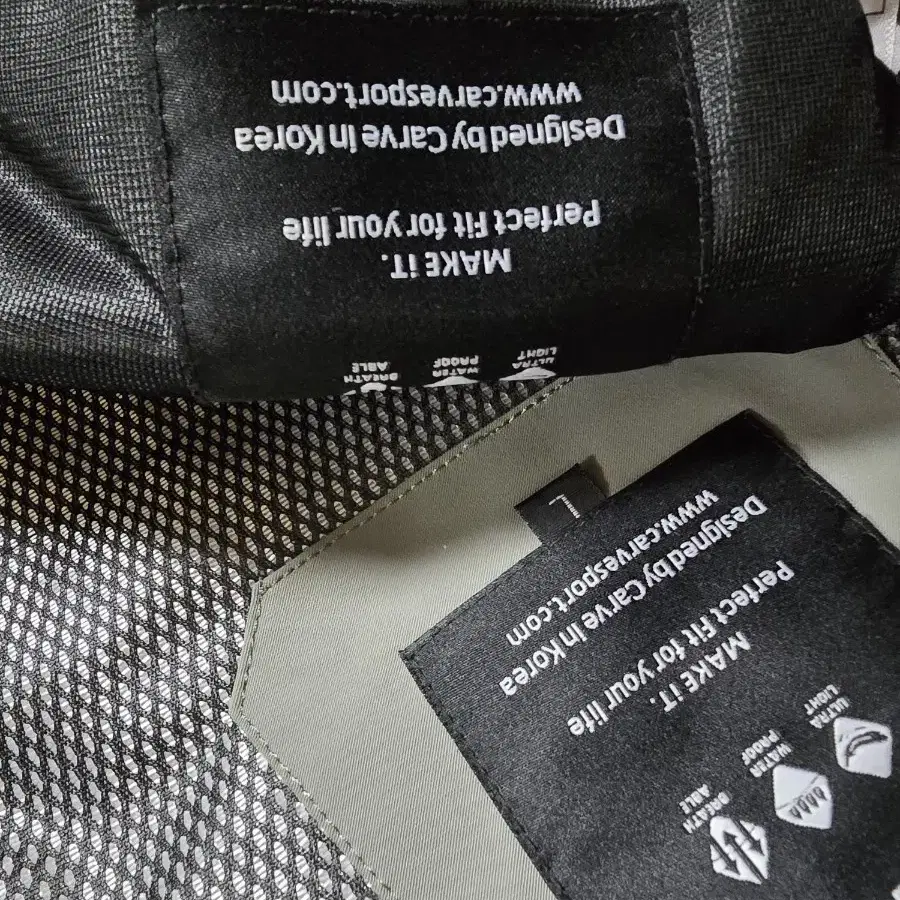 ULTRA
LIGHT
WATER
PROOF
BREATH
ABLE
MAKE iT.
Perfect Fit for your life
Designed by Carve In Korea
www.carvesport.com
L
ULTRA
LIGHT
WATER
PROOF
BREATH
ABLE
MAKE iT.
Perfect Fit for your life
Designed by Carve In Korea
www.carvesport.com